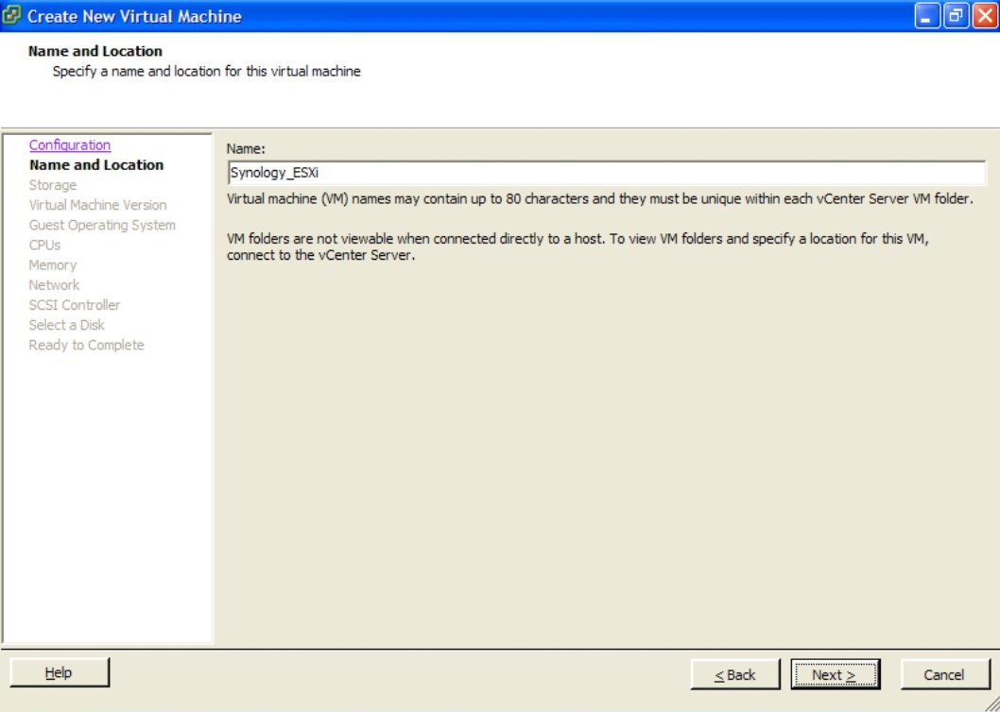 Create New Virtual Machine
Name and Location
Specify a name and location for this virtual machine
Configuration
Name and Location
Storage
Virtual Machine Version
Guest Operating System
CPUs
Memory
Network
SCSI Controller
Select a Disk
Ready to Complete
Name:
Synology_ESXi
Virtual machine (VM) names may contain up to 80 characters and they must be unique within each vCenter Server VM folder.
VM folders are not viewable when connected directly to a host. To view VM folders and specify a location for this VM,
connect to the vCenter Server.
Help
< Back
Next >
Cancel